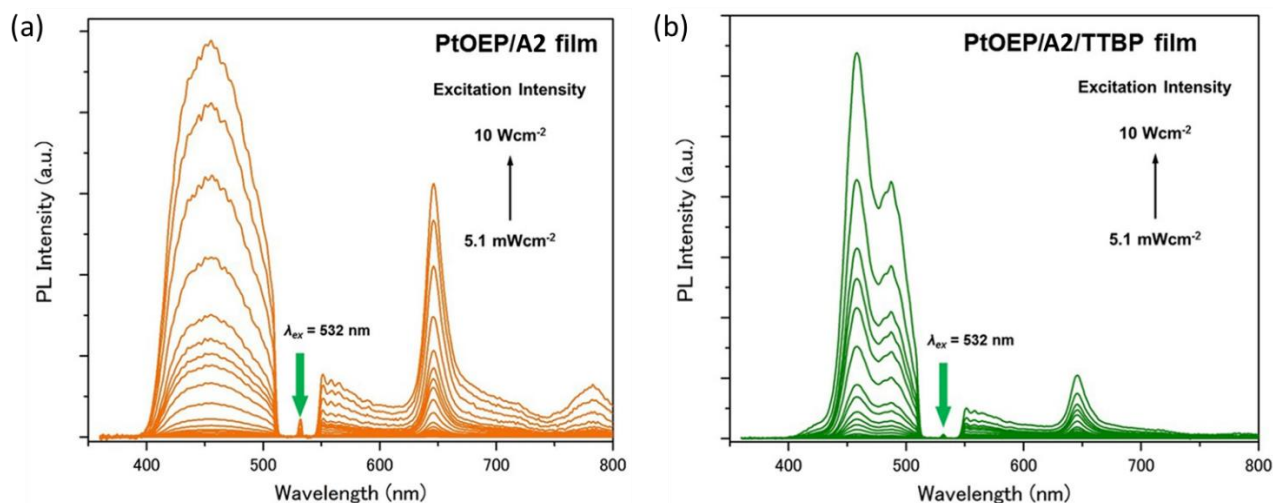 (a)
PtOEP/A2 film
Excitation Intensity
10 Wcm-2
5.1 mWcm-2
λex = 532 nm
PL Intensity (a.u.)
400 500 600 700 800
Wavelength (nm)
(b)
PtOEP/A2/TTBP film
Excitation Intensity
10 Wcm-2
5.1 mWcm-2
λex = 532 nm
PL Intensity (a.u.)
400 500 600 700 800
Wavelength (nm)